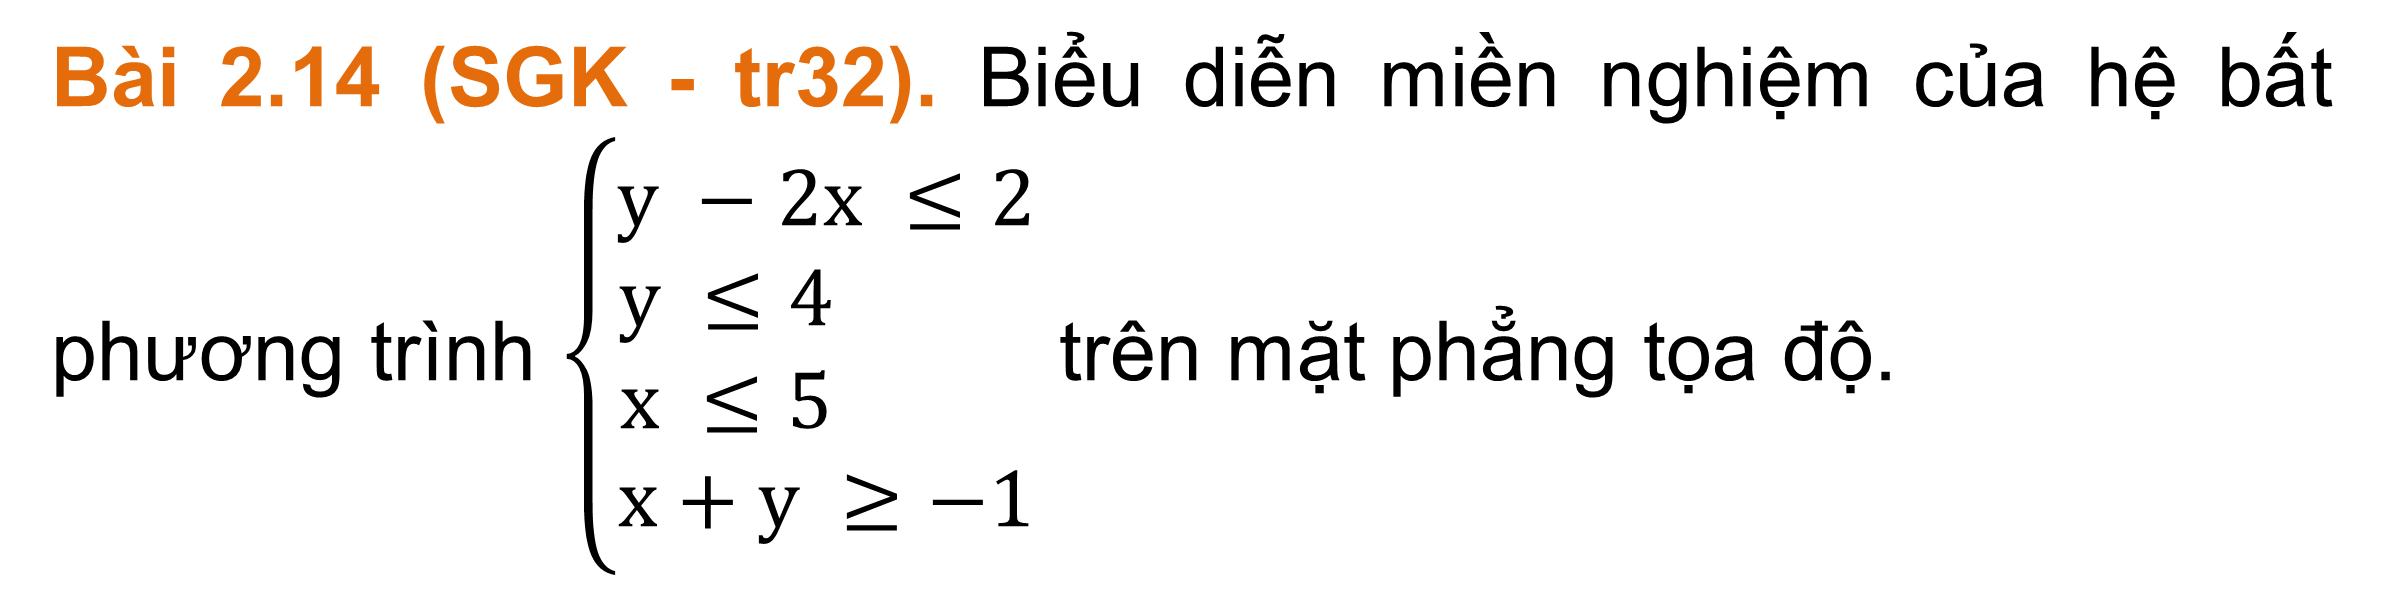 Bài 2.14 (SGK - tr32). Biểu diễn miền nghiệm của hệ bất
y − 2x ≤ 2
y ≤ 4
phương trình { trên mặt phẳng tọa độ.
x ≤ 5
x + y ≥ −1